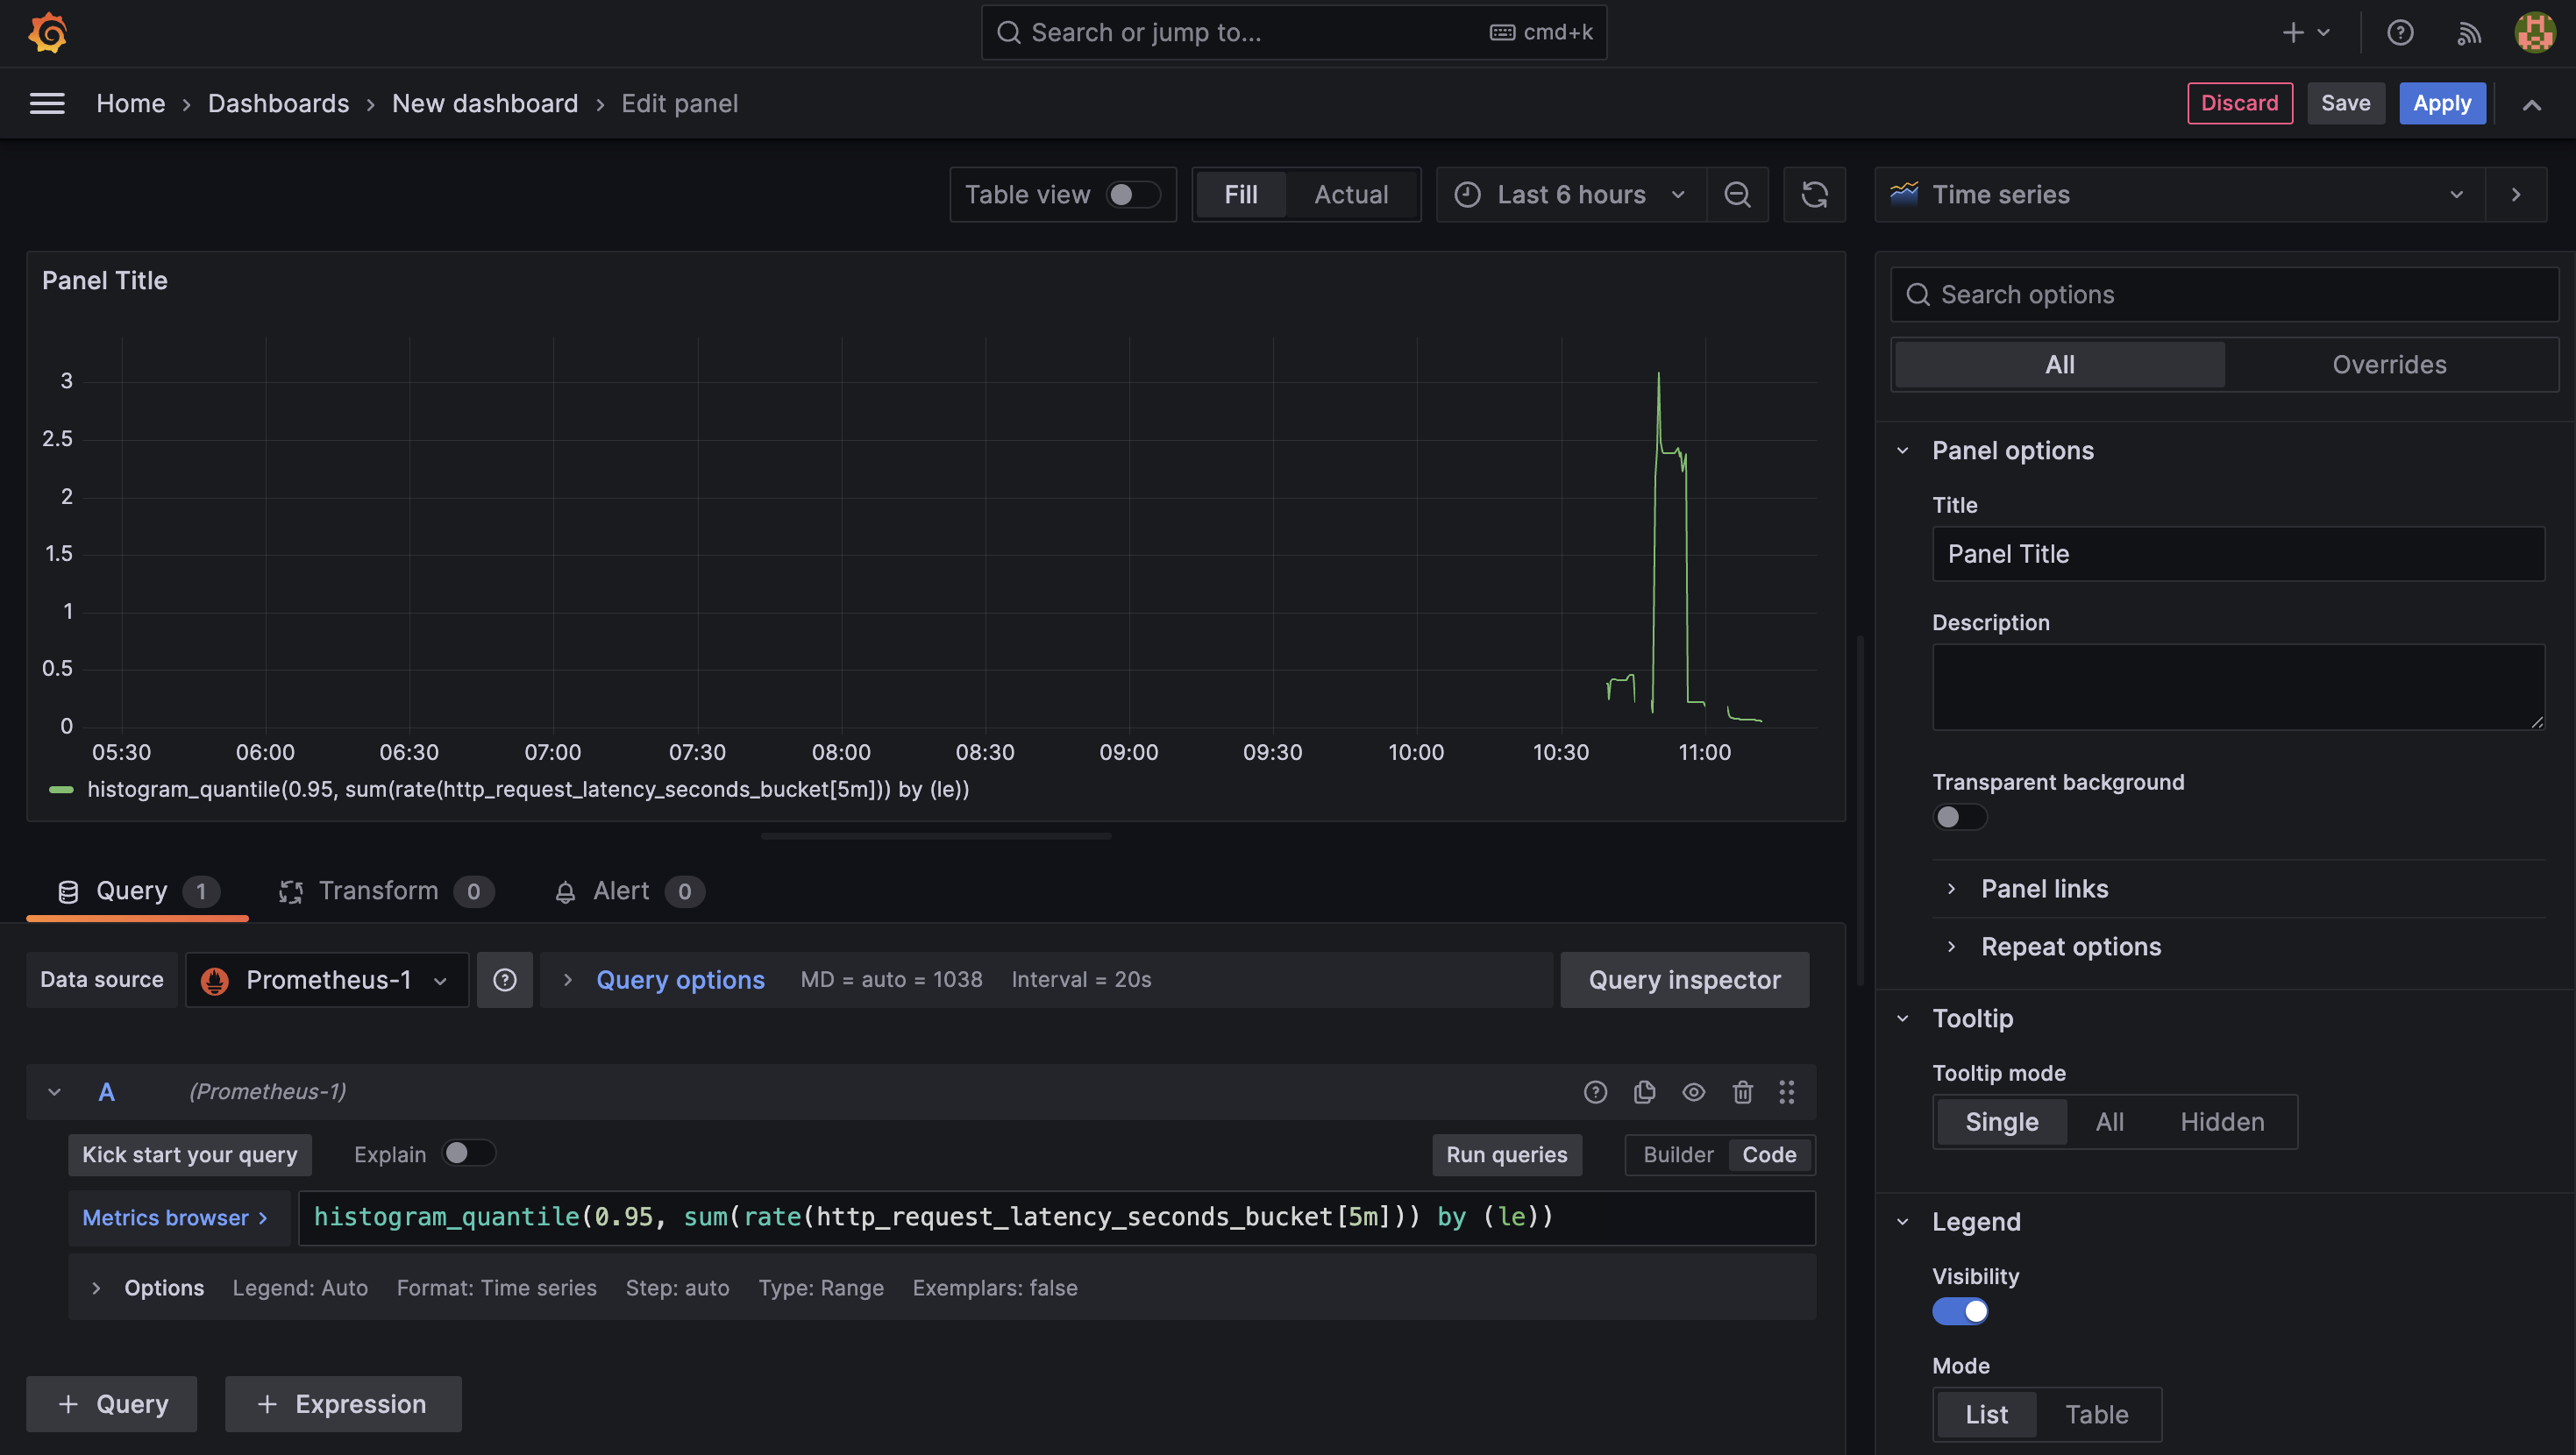 Search or jump to... cmd+k
Home › Dashboards › New dashboard › Edit panel
Discard Save Apply
Table view Fill Actual Last 6 hours
Time series
Panel Title
3
2.5
2
1.5
1
0.5
0
05:30 06:00 06:30 07:00 07:30 08:00 08:30 09:00 09:30 10:00 10:30 11:00
histogram_quantile(0.95, sum(rate(http_request_latency_seconds_bucket[5m])) by (le))
Query 1 Transform 0 Alert 0
Data source Prometheus-1 Query options MD = auto = 1038 Interval = 20s Query inspector
A (Prometheus-1)
Kick start your query Explain Run queries Builder Code
Metrics browser > histogram_quantile(0.95, sum(rate(http_request_latency_seconds_bucket[5m])) by (le))
Options Legend: Auto Format: Time series Step: auto Type: Range Exemplars: false
+ Query + Expression
Search options
All Overrides
Panel options
Title
Panel Title
Description
Transparent background
Panel links
Repeat options
Tooltip
Tooltip mode
Single All Hidden
Legend
Visibility
Mode
List Table